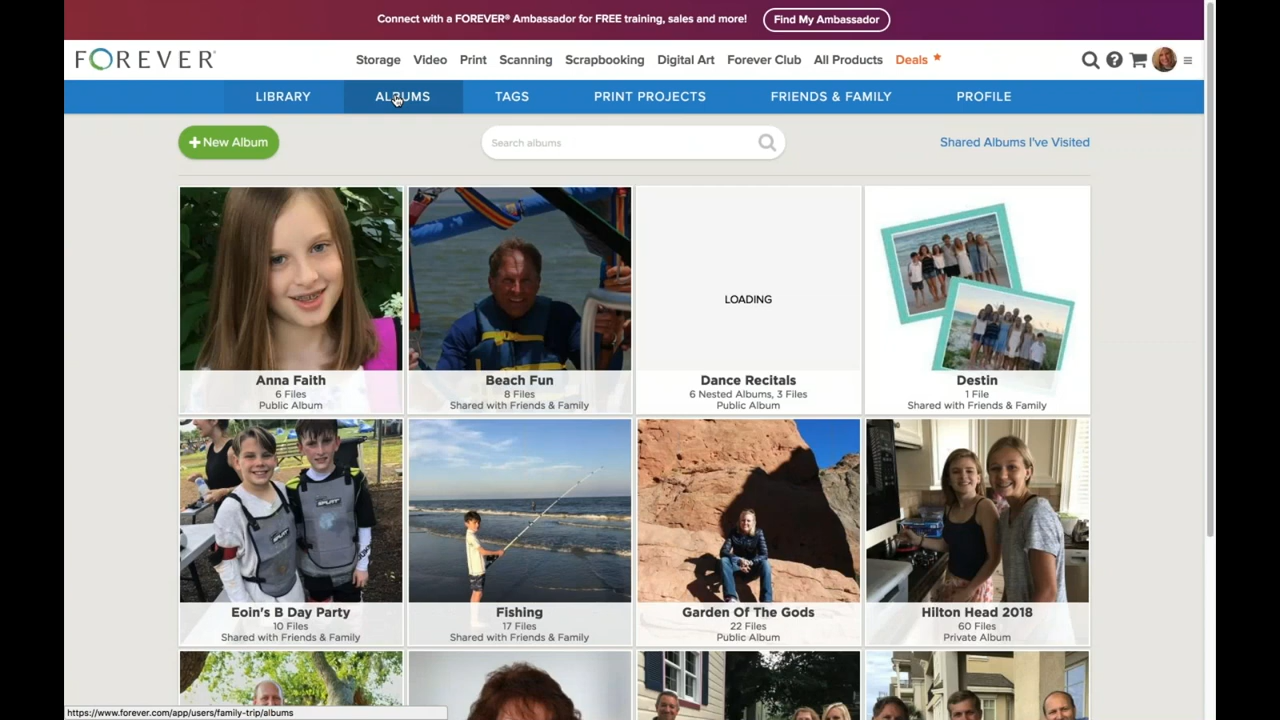 Connect with a FOREVER® Ambassador for FREE training, sales and more! Find My Ambassador
FOREVER
Storage Video Print Scanning Scrapbooking Digital Art Forever Club All Products Deals
LIBRARY ALBUMS TAGS PRINT PROJECTS FRIENDS & FAMILY PROFILE
New Album Search albums Shared Albums I've Visited
LOADING
Anna Faith Beach Fun Dance Recitals Destin
6 Files 8 Files 6 Nested Albums, 3 Files 1 File
Public Album Shared with Friends & Family Public Album Shared with Friends & Family
Eoin's B Day Party Fishing Garden Of The Gods Hilton Head 2018
10 Files 17 Files 22 Files 60 Files
Shared with Friends & Family Shared with Friends & Family Public Album Private Album
https://www.forever.com/app/users/family-trip/albums